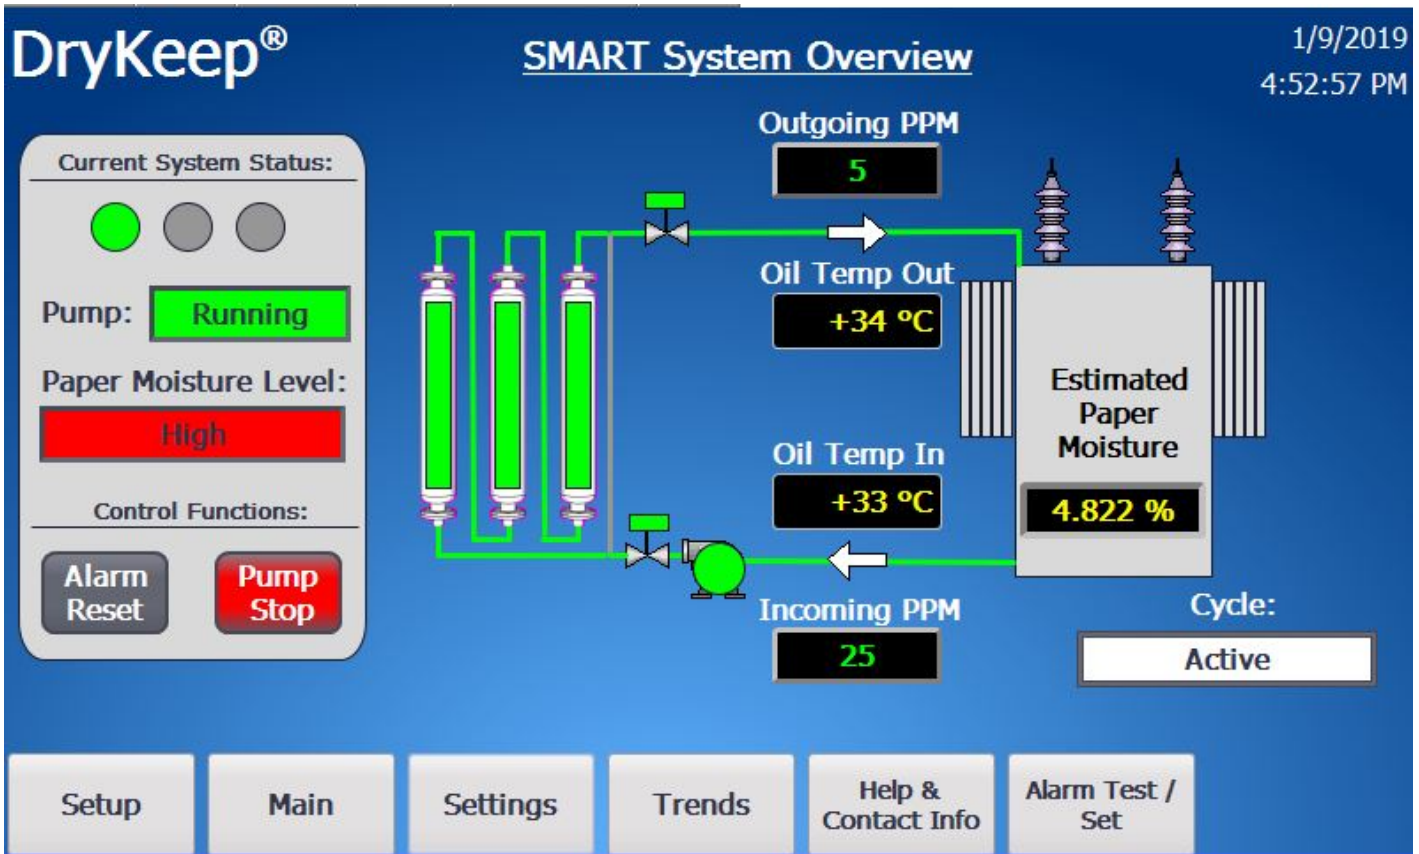 DryKeep®
SMART System Overview
1/9/2019
4:52:57 PM
Current System Status:
Pump:
Running
Paper Moisture Level:
High
Control Functions:
Alarm
Reset
Pump
Stop
Outgoing PPM
5
Oil Temp Out
+34 ºC
Oil Temp In
+33 ºC
Incoming PPM
25
Estimated
Paper
Moisture
4.822 %
Cycle:
Active
Setup
Main
Settings
Trends
Help &
Contact Info
Alarm Test /
Set